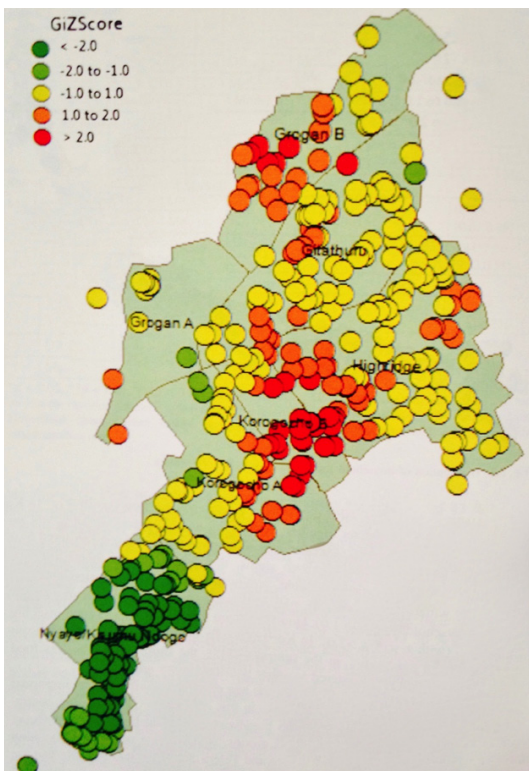 GiZScore
< -2.0
-2.0 to -1.0
-1.0 to 1.0
1.0 to 2.0
> 2.0
Grogan B
Gitathuru
Grogan A
Highridge
Korogocho B
Korogocho A